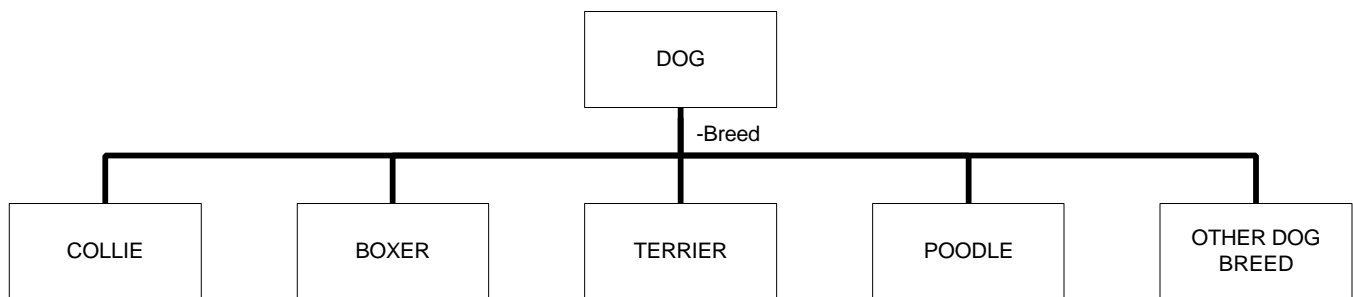 DOG
-Breed
COLLIE
BOXER
TERRIER
POODLE
OTHER DOG
BREED